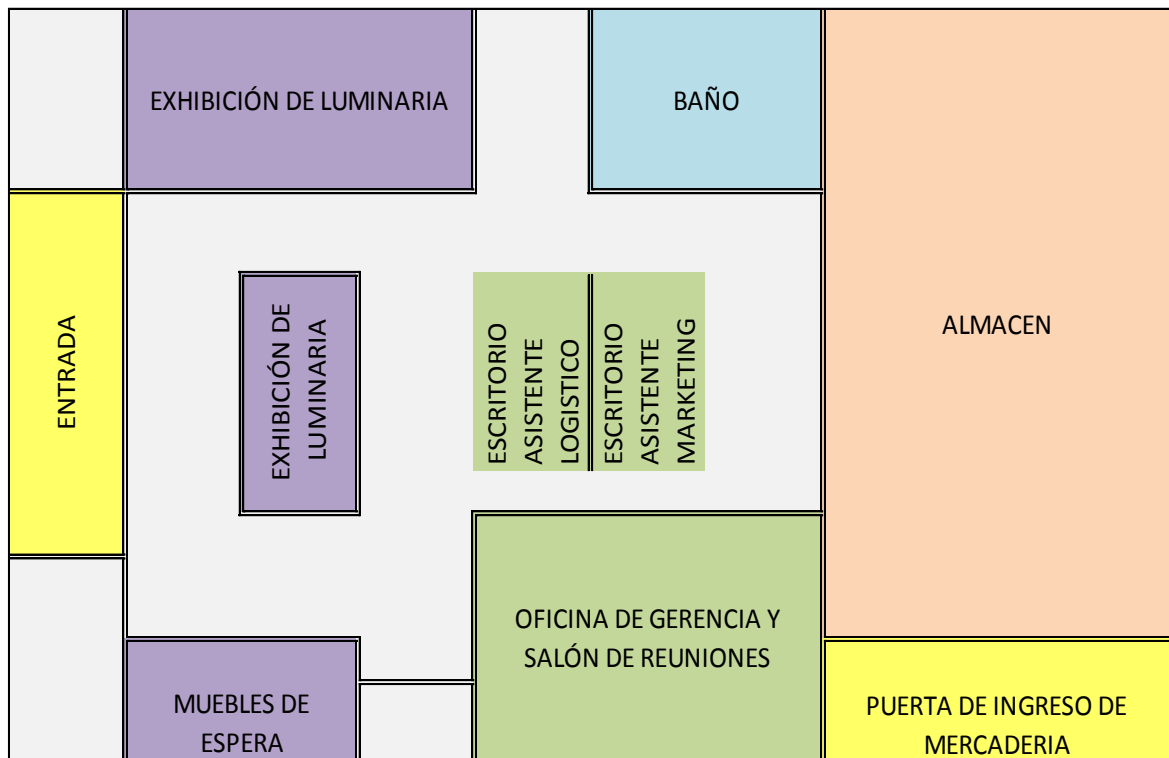 EXHIBICIÓN DE LUMINARIA
BAÑO
ENTRADA
EXHIBICIÓN DE
LUMINARIA
ESCRITORIO
ASISTENTE
LOGISTICO
ESCRITORIO
ASISTENTE
MARKETING
ALMACEN
OFICINA DE GERENCIA Y
SALÓN DE REUNIONES
MUEBLES DE
ESPERA
PUERTA DE INGRESO DE
MERCADERIA